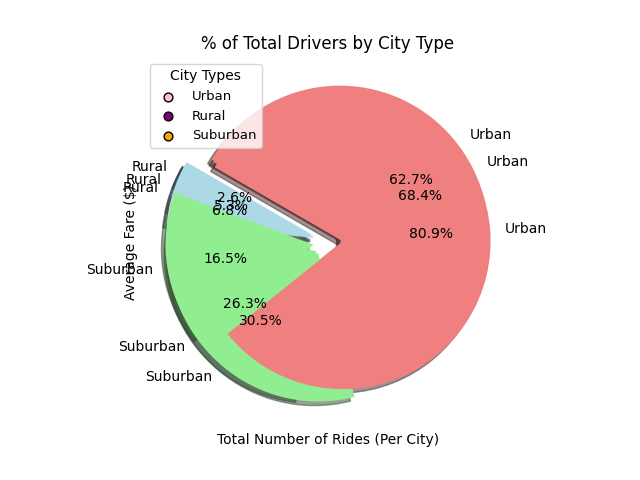 % of Total Drivers by City Type
City Types
Urban
Rural
Suburban
Urban
Urban
Urban
Rural
Rural
Rural
Suburban
Suburban
Suburban
62.7%
68.4%
80.9%
2.6%
5.3%
6.8%
16.5%
26.3%
30.5%
Average Fare ($)
Total Number of Rides (Per City)